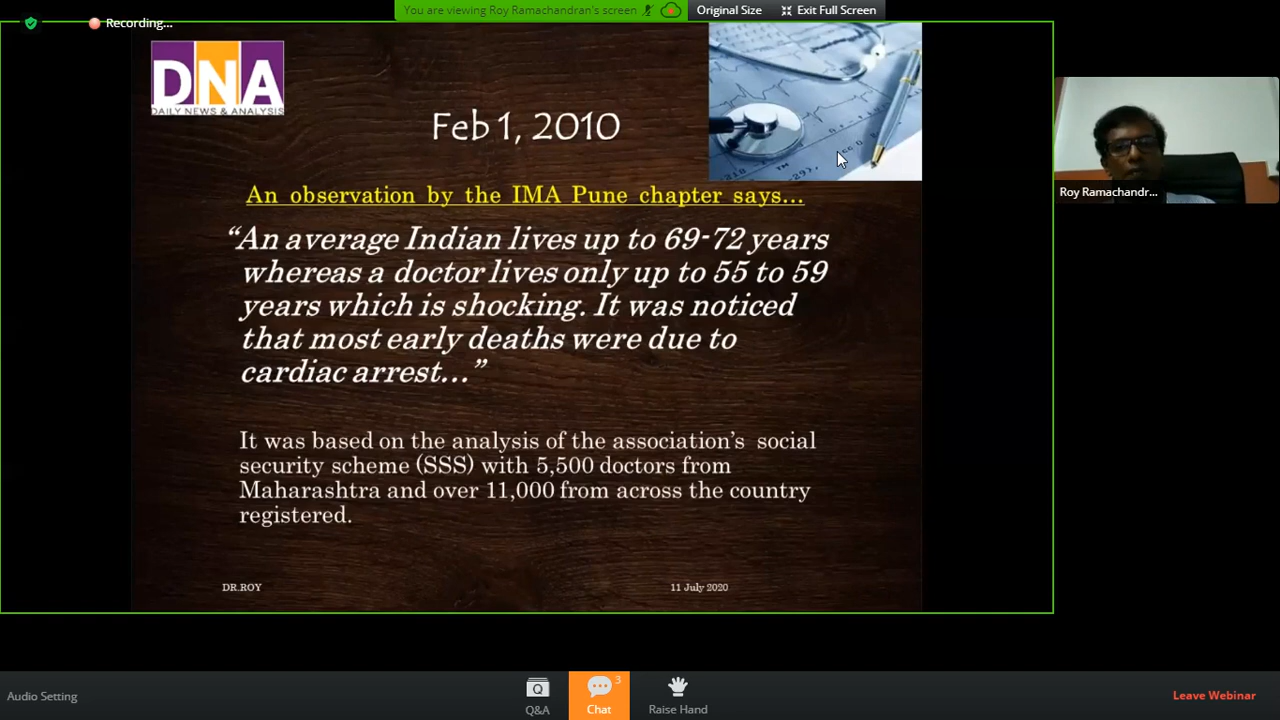 You are viewing Roy Ramachandran's screen
Original Size
Exit Full Screen
Recording...
DNA
DAILY NEWS & ANALYSIS
Feb 1, 2010
An observation by the IMA Pune chapter says...
“An average Indian lives up to 69-72 years
whereas a doctor lives only up to 55 to 59
years which is shocking. It was noticed
that most early deaths were due to
cardiac arrest...”
It was based on the analysis of the association’s social
security scheme (SSS) with 5,500 doctors from
Maharashtra and over 11,000 from across the country
registered.
DR.ROY
11 July 2020
Roy Ramachandr...
Audio Setting
Q
Q&A
3
Chat
Raise Hand
Leave Webinar